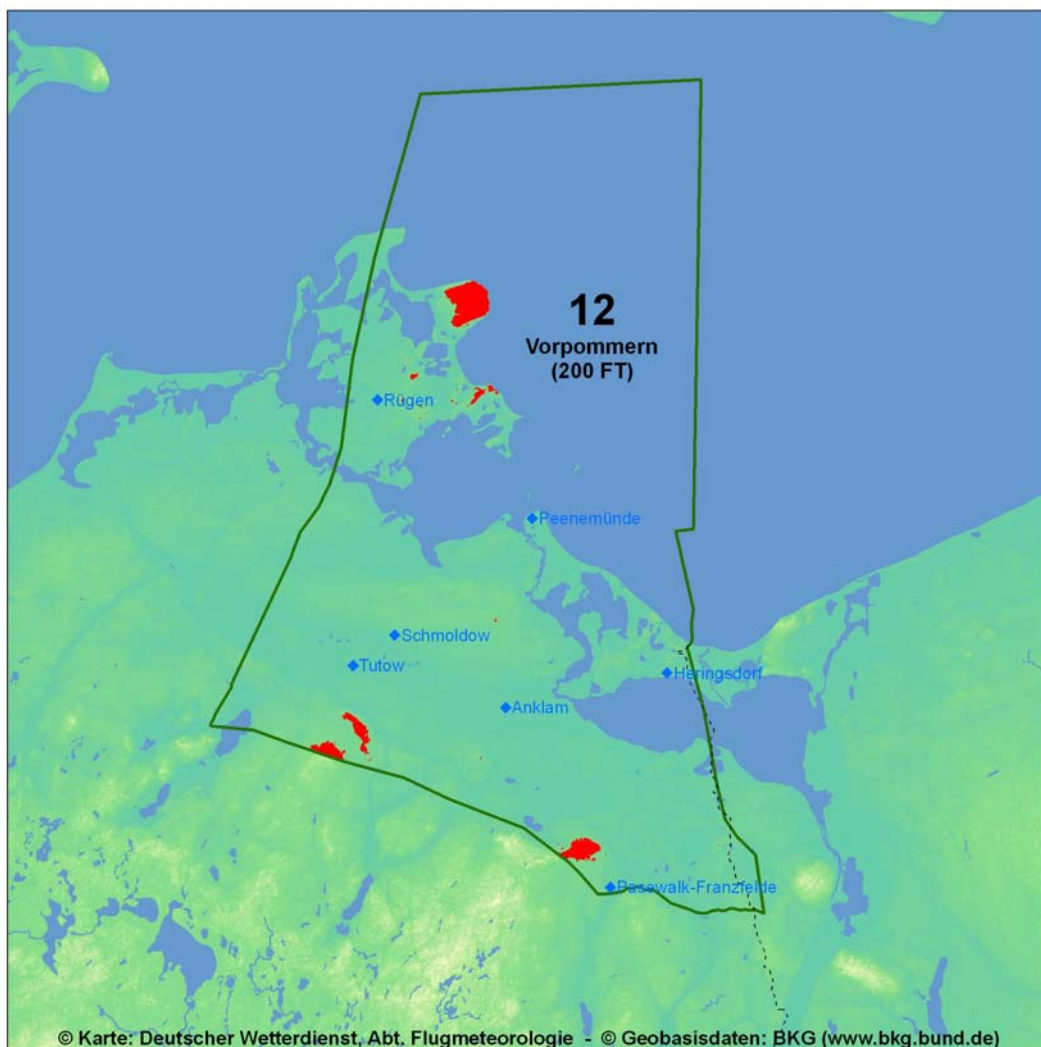 12
Vorpommern
(200 FT)
Rügen
Peenemünde
Schmoldow
Tutow
Heringsdorf
Anklam
Pasewalk-Franzfelde
© Karte: Deutscher Wetterdienst, Abt. Flugmeteorologie - © Geobasisdaten: BKG (www.bkg.bund.de)